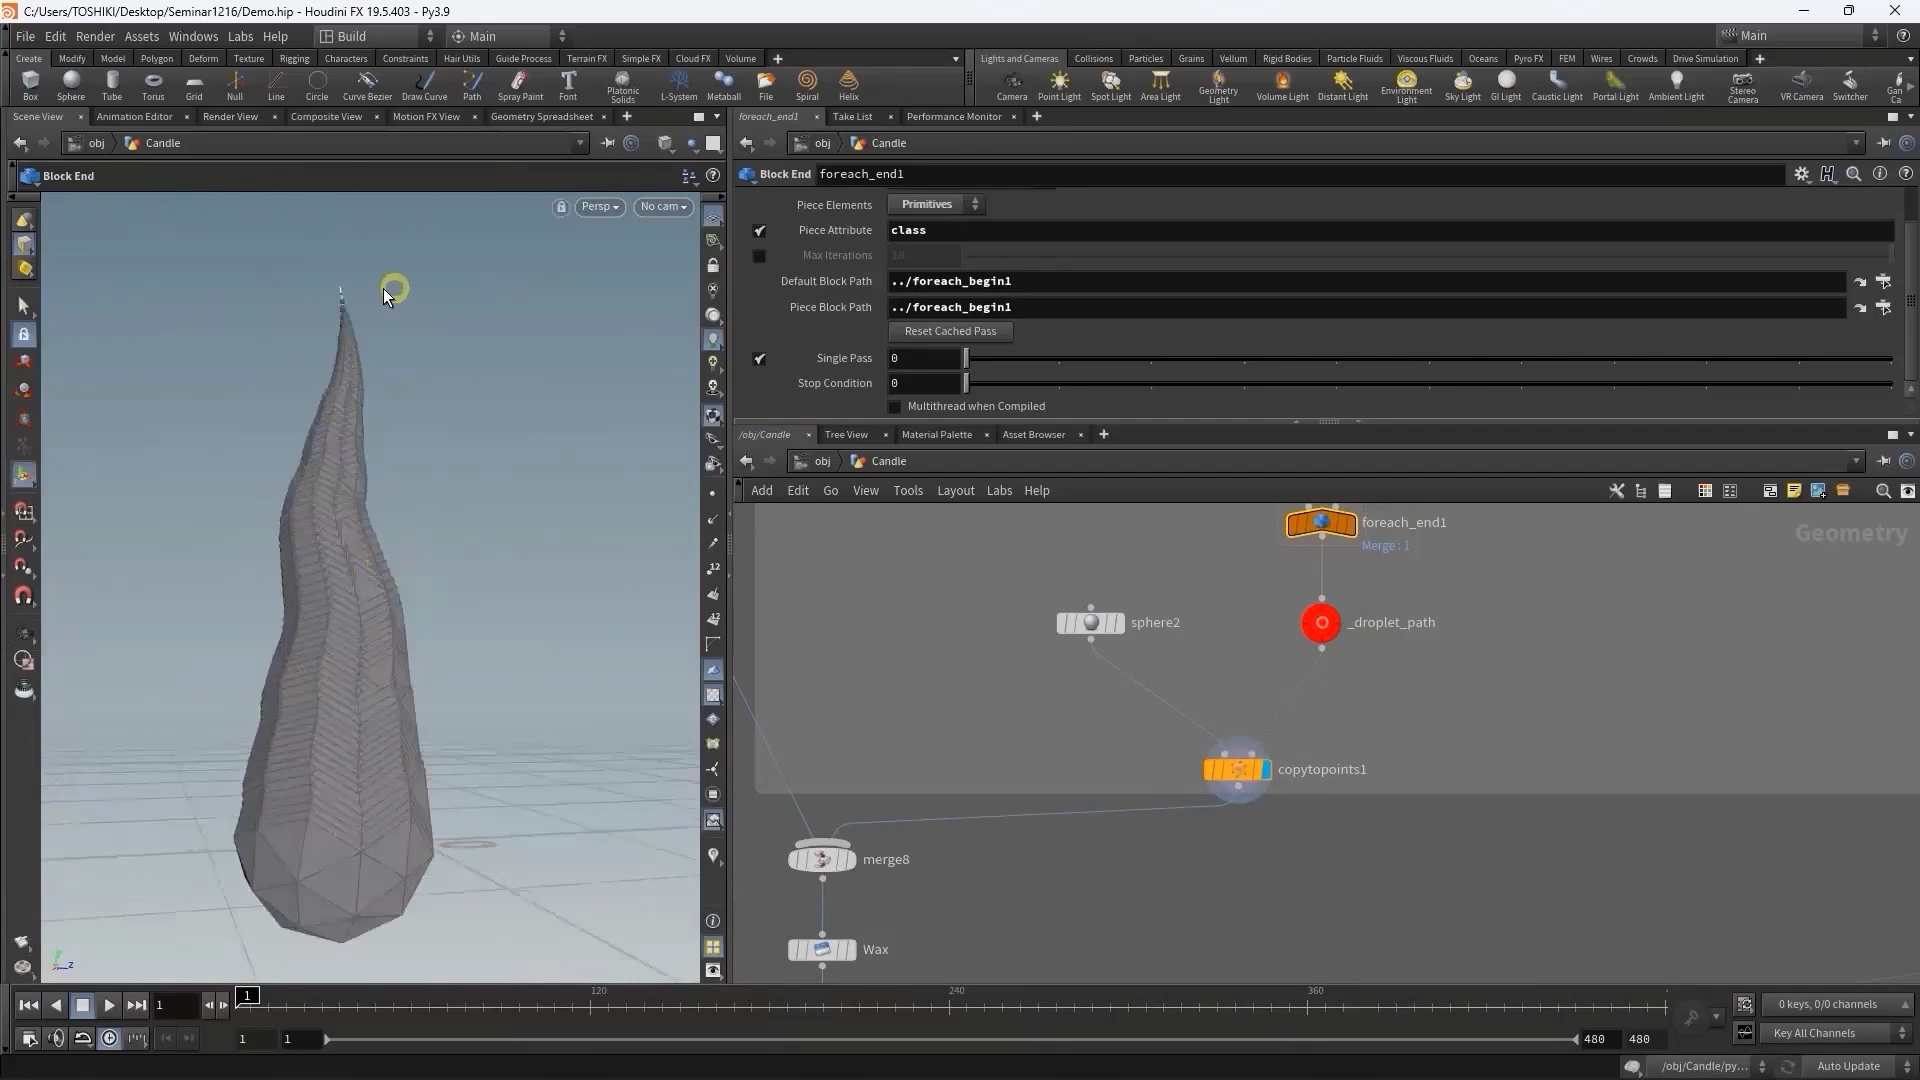 C:/Users/TOSHIKI/Desktop/Seminar1216/Demo.hip - Houdini FX 19.5.403 - Py3.9
File Edit Render Assets Windows Labs Help Build Main Main
Create Modify Model Polygon Deform Texture Rigging Characters Constraints Hair Utils Guide Process Terrain FX Simple FX Cloud FX Volume
Lights and Cameras Collisions Particles Grains Vellum Rigid Bodies Particle Fluids Viscous Fluids Oceans Pyro FX FEM Wires Crowds Drive Simulation
Box Sphere Tube Torus Grid Null Line Circle Curve Bezier Draw Curve Path Spray Paint Font Platonic Solids L-System Metaball File Spiral Helix
Camera Point Light Spot Light Area Light Geometry Light Volume Light Distant Light Environment Light Sky Light GI Light Caustic Light Portal Light Ambient Light Stereo Camera VR Camera Switcher Gan Ca
Scene View Animation Editor Render View Composite View Motion FX View Geometry Spreadsheet
foreach_end1 Take List Performance Monitor
obj Candle
obj Candle
Block End
Block End foreach_end1
Persp No cam
Piece Elements Primitives
Piece Attribute class
Max Iterations 10
Default Block Path ../foreach_begin1
Piece Block Path ../foreach_begin1
Reset Cached Pass
Single Pass 0
Stop Condition 0
Multithread when Compiled
/obj/Candle Tree View Material Palette Asset Browser
obj Candle
Add Edit Go View Tools Layout Labs Help
foreach_end1
Merge : 1
Geometry
sphere2
_droplet_path
copytopoints1
merge8
Wax
z
12
12
1 1 120 240 360
0 keys, 0/0 channels
1 1 480 480
Key All Channels
/obj/Candle/py... Auto Update